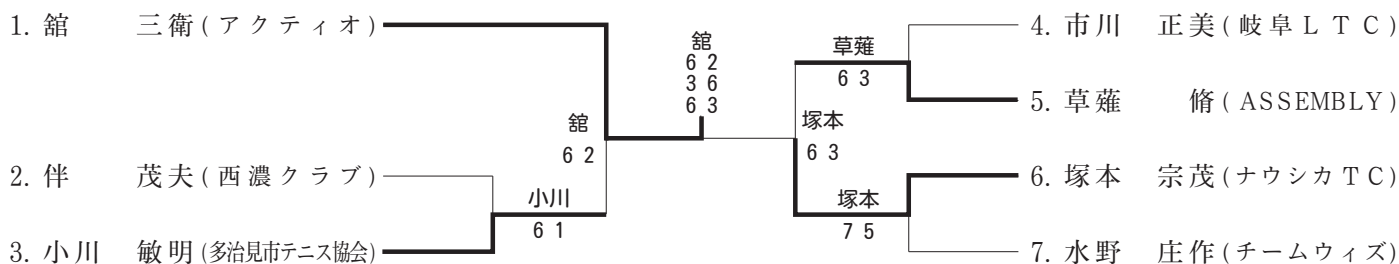 1. 舘 三衛(アクティオ)
2. 伴 茂夫(西濃クラブ)
3. 小川 敏明(多治見市テニス協会)
小川
6 1
舘
6 2
舘
6 2
3 6
6 3
草薙
6 3
塚本
6 3
塚本
7 5
4. 市川 正美(岐阜LTC)
5. 草薙 脩(ASSEMBLY)
6. 塚本 宗茂(ナウシカTC)
7. 水野 庄作(チームウィズ)